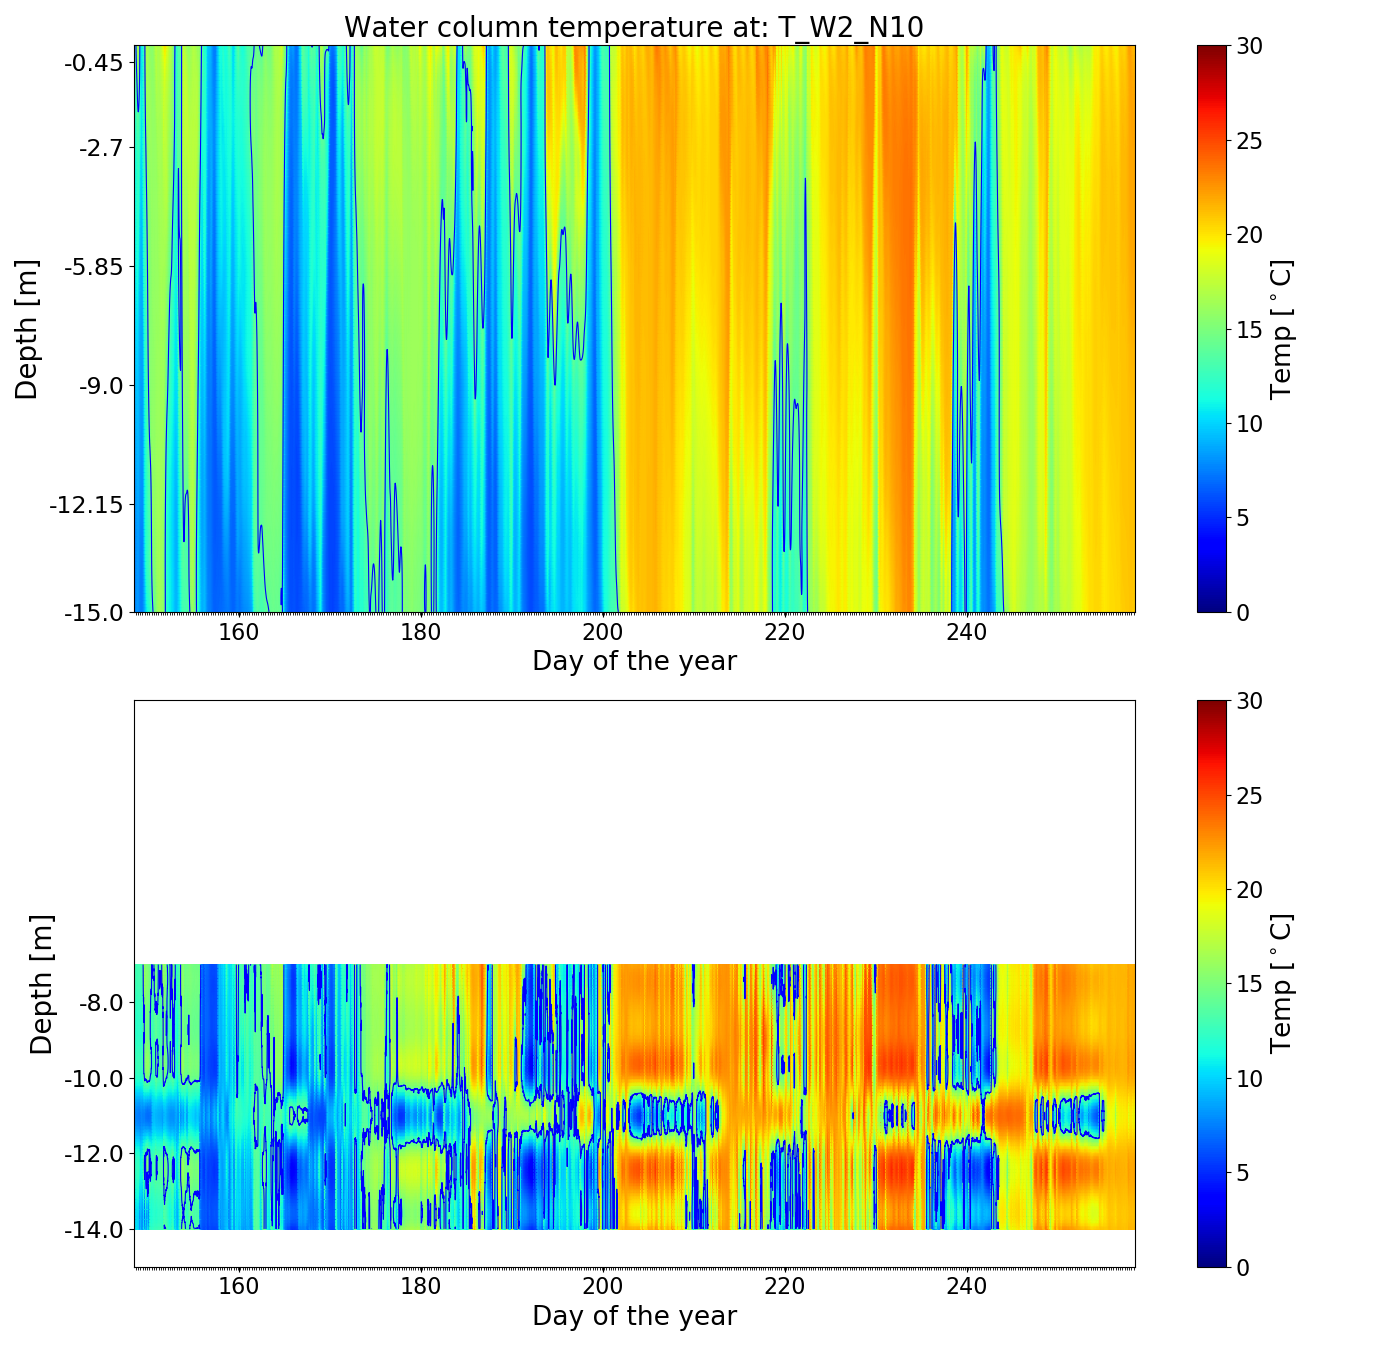 Water column temperature at: T_W2_N10
-0.45
-2.7
-5.85
-9.0
-12.15
-15.0
Depth [m]
160 180 200 220 240
Day of the year
30
25
20
15
10
5
0
Temp [°C]
-8.0
-10.0
-12.0
-14.0
Depth [m]
160 180 200 220 240
Day of the year
30
25
20
15
10
5
0
Temp [°C]